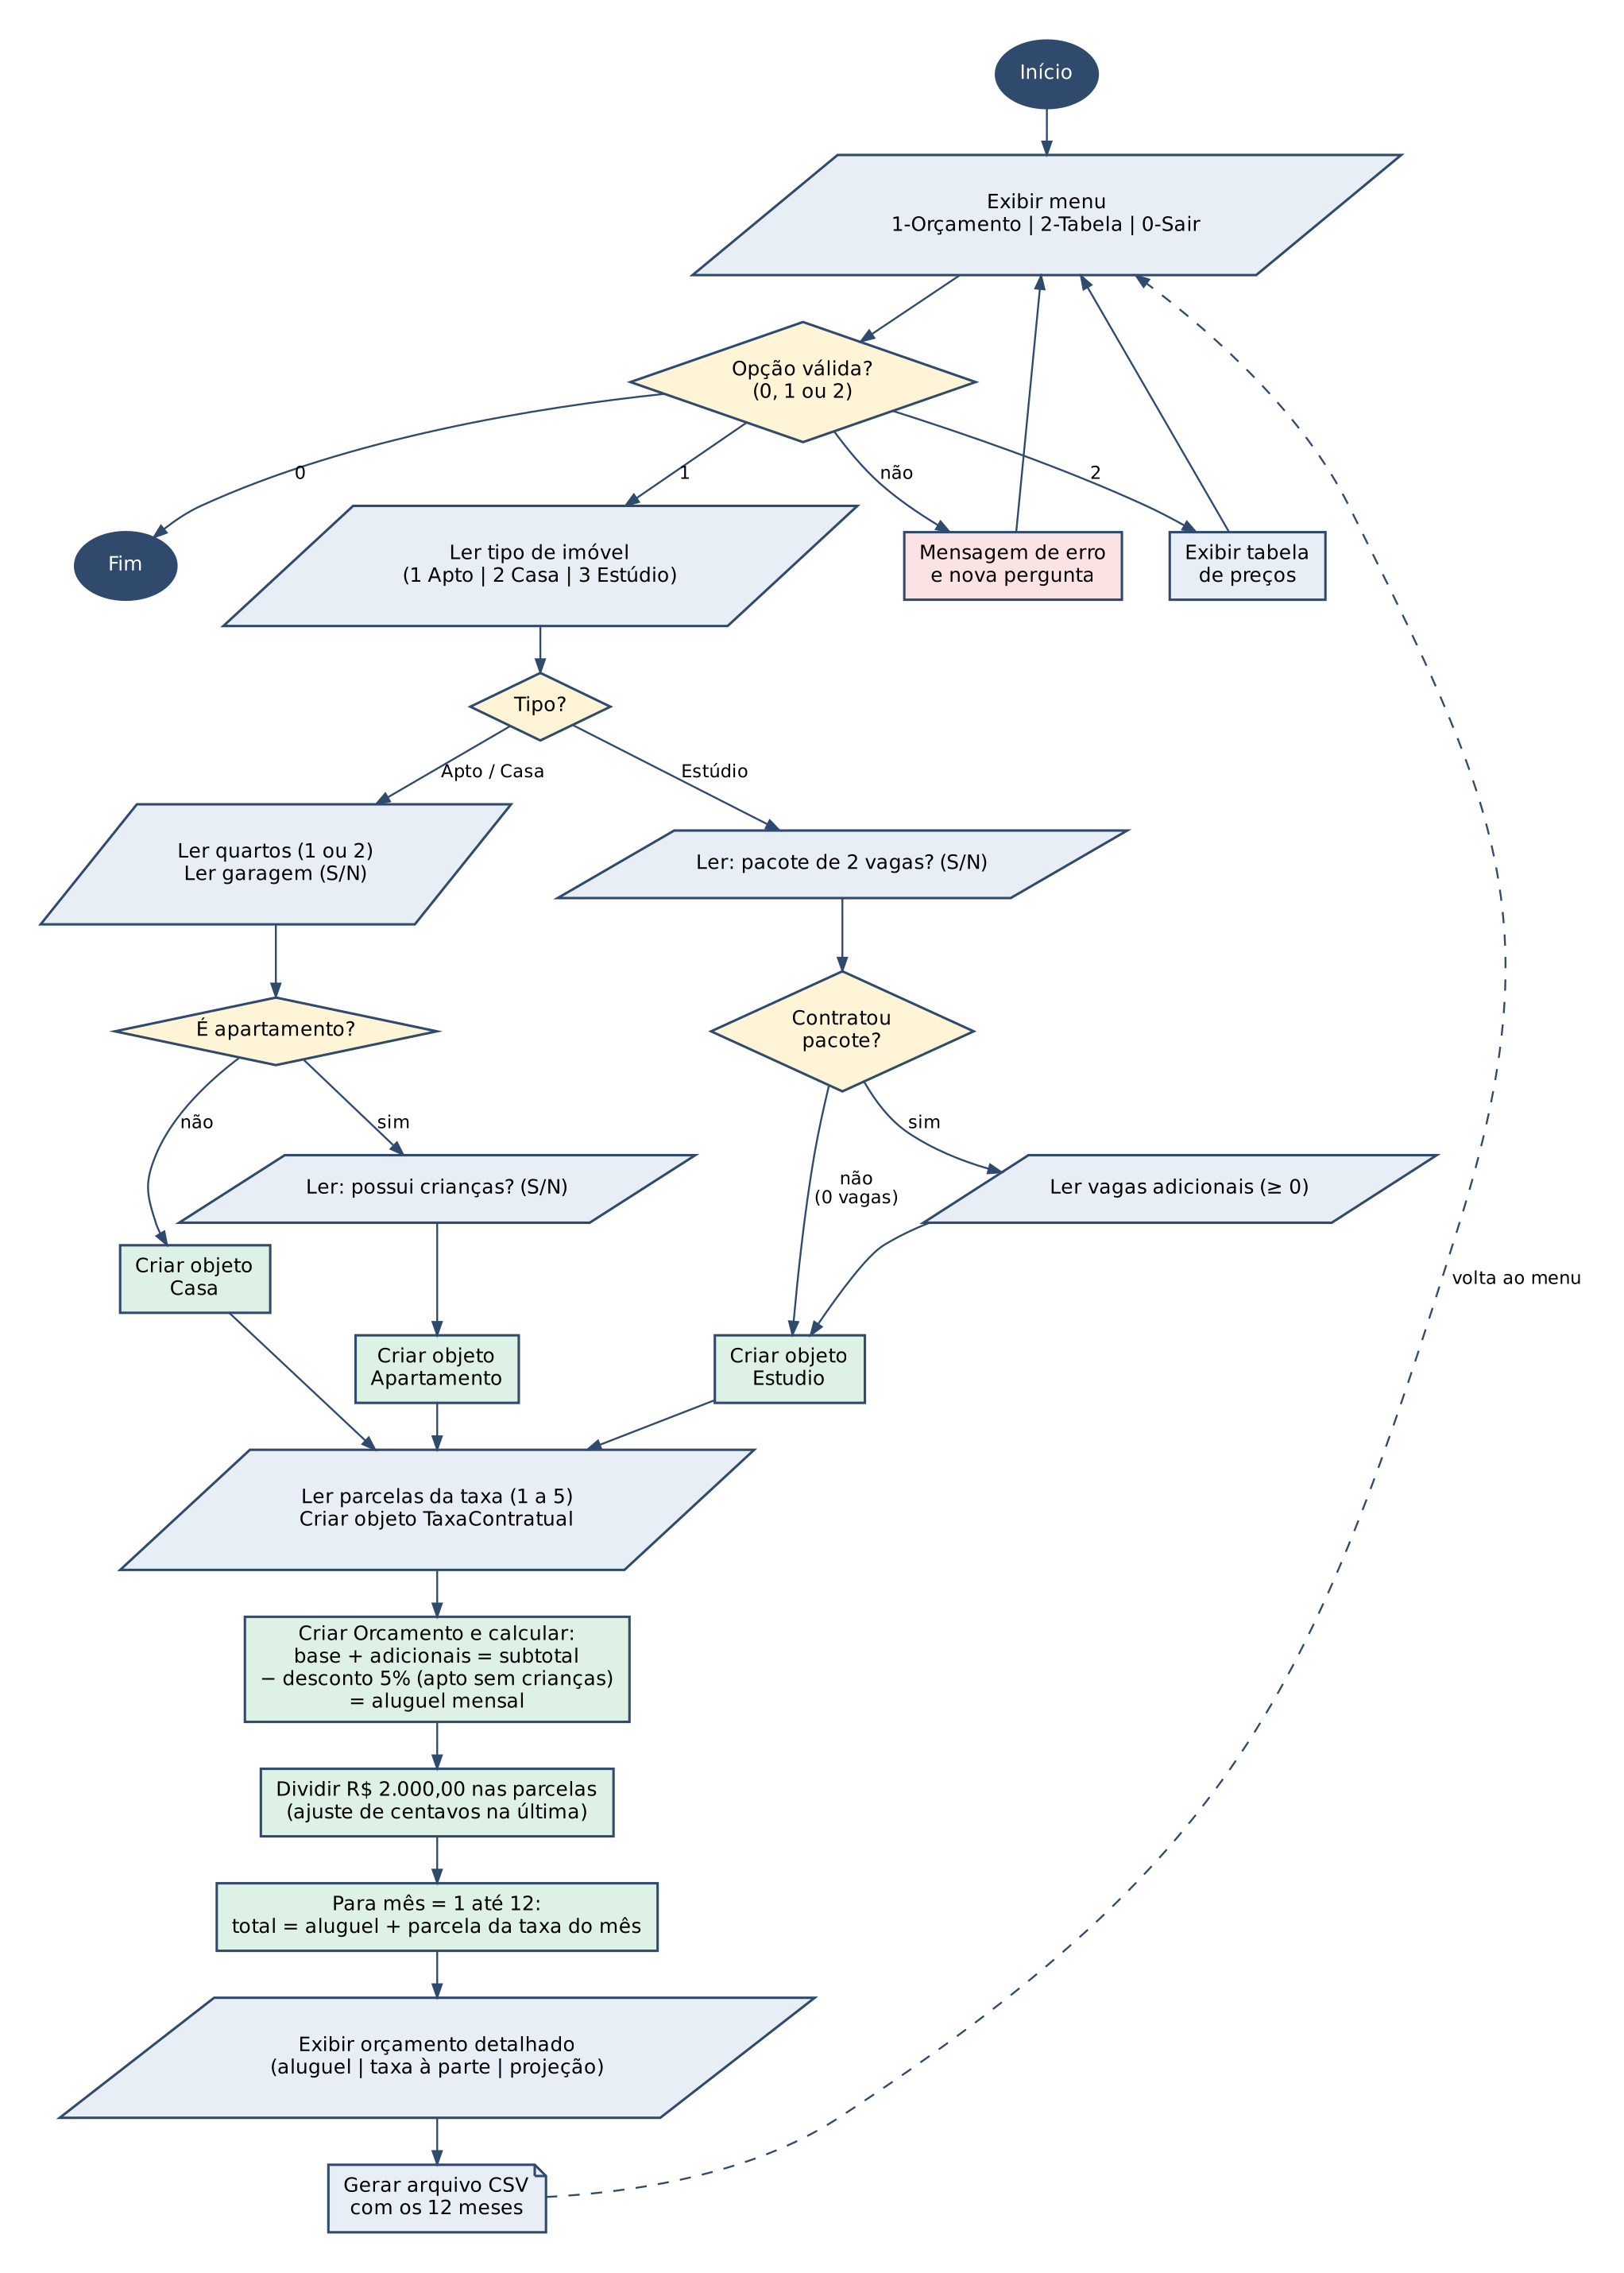 Início
Exibir menu
1-Orçamento | 2-Tabela | 0-Sair
Opção válida?
(0, 1 ou 2)
0
1
não
2
Fim
Ler tipo de imóvel
(1 Apto | 2 Casa | 3 Estúdio)
Mensagem de erro
e nova pergunta
Exibir tabela
de preços
Tipo?
Apto / Casa
Estúdio
Ler quartos (1 ou 2)
Ler garagem (S/N)
Ler: pacote de 2 vagas? (S/N)
É apartamento?
Contratou
pacote?
não
sim
sim
não
(0 vagas)
Ler: possui crianças? (S/N)
Ler vagas adicionais (≥ 0)
Criar objeto
Casa
volta ao menu
Criar objeto
Apartamento
Criar objeto
Estudio
Ler parcelas da taxa (1 a 5)
Criar objeto TaxaContratual
Criar Orcamento e calcular:
base + adicionais = subtotal
− desconto 5% (apto sem crianças)
= aluguel mensal
Dividir R$ 2.000,00 nas parcelas
(ajuste de centavos na última)
Para mês = 1 até 12:
total = aluguel + parcela da taxa do mês
Exibir orçamento detalhado
(aluguel | taxa à parte | projeção)
Gerar arquivo CSV
com os 12 meses